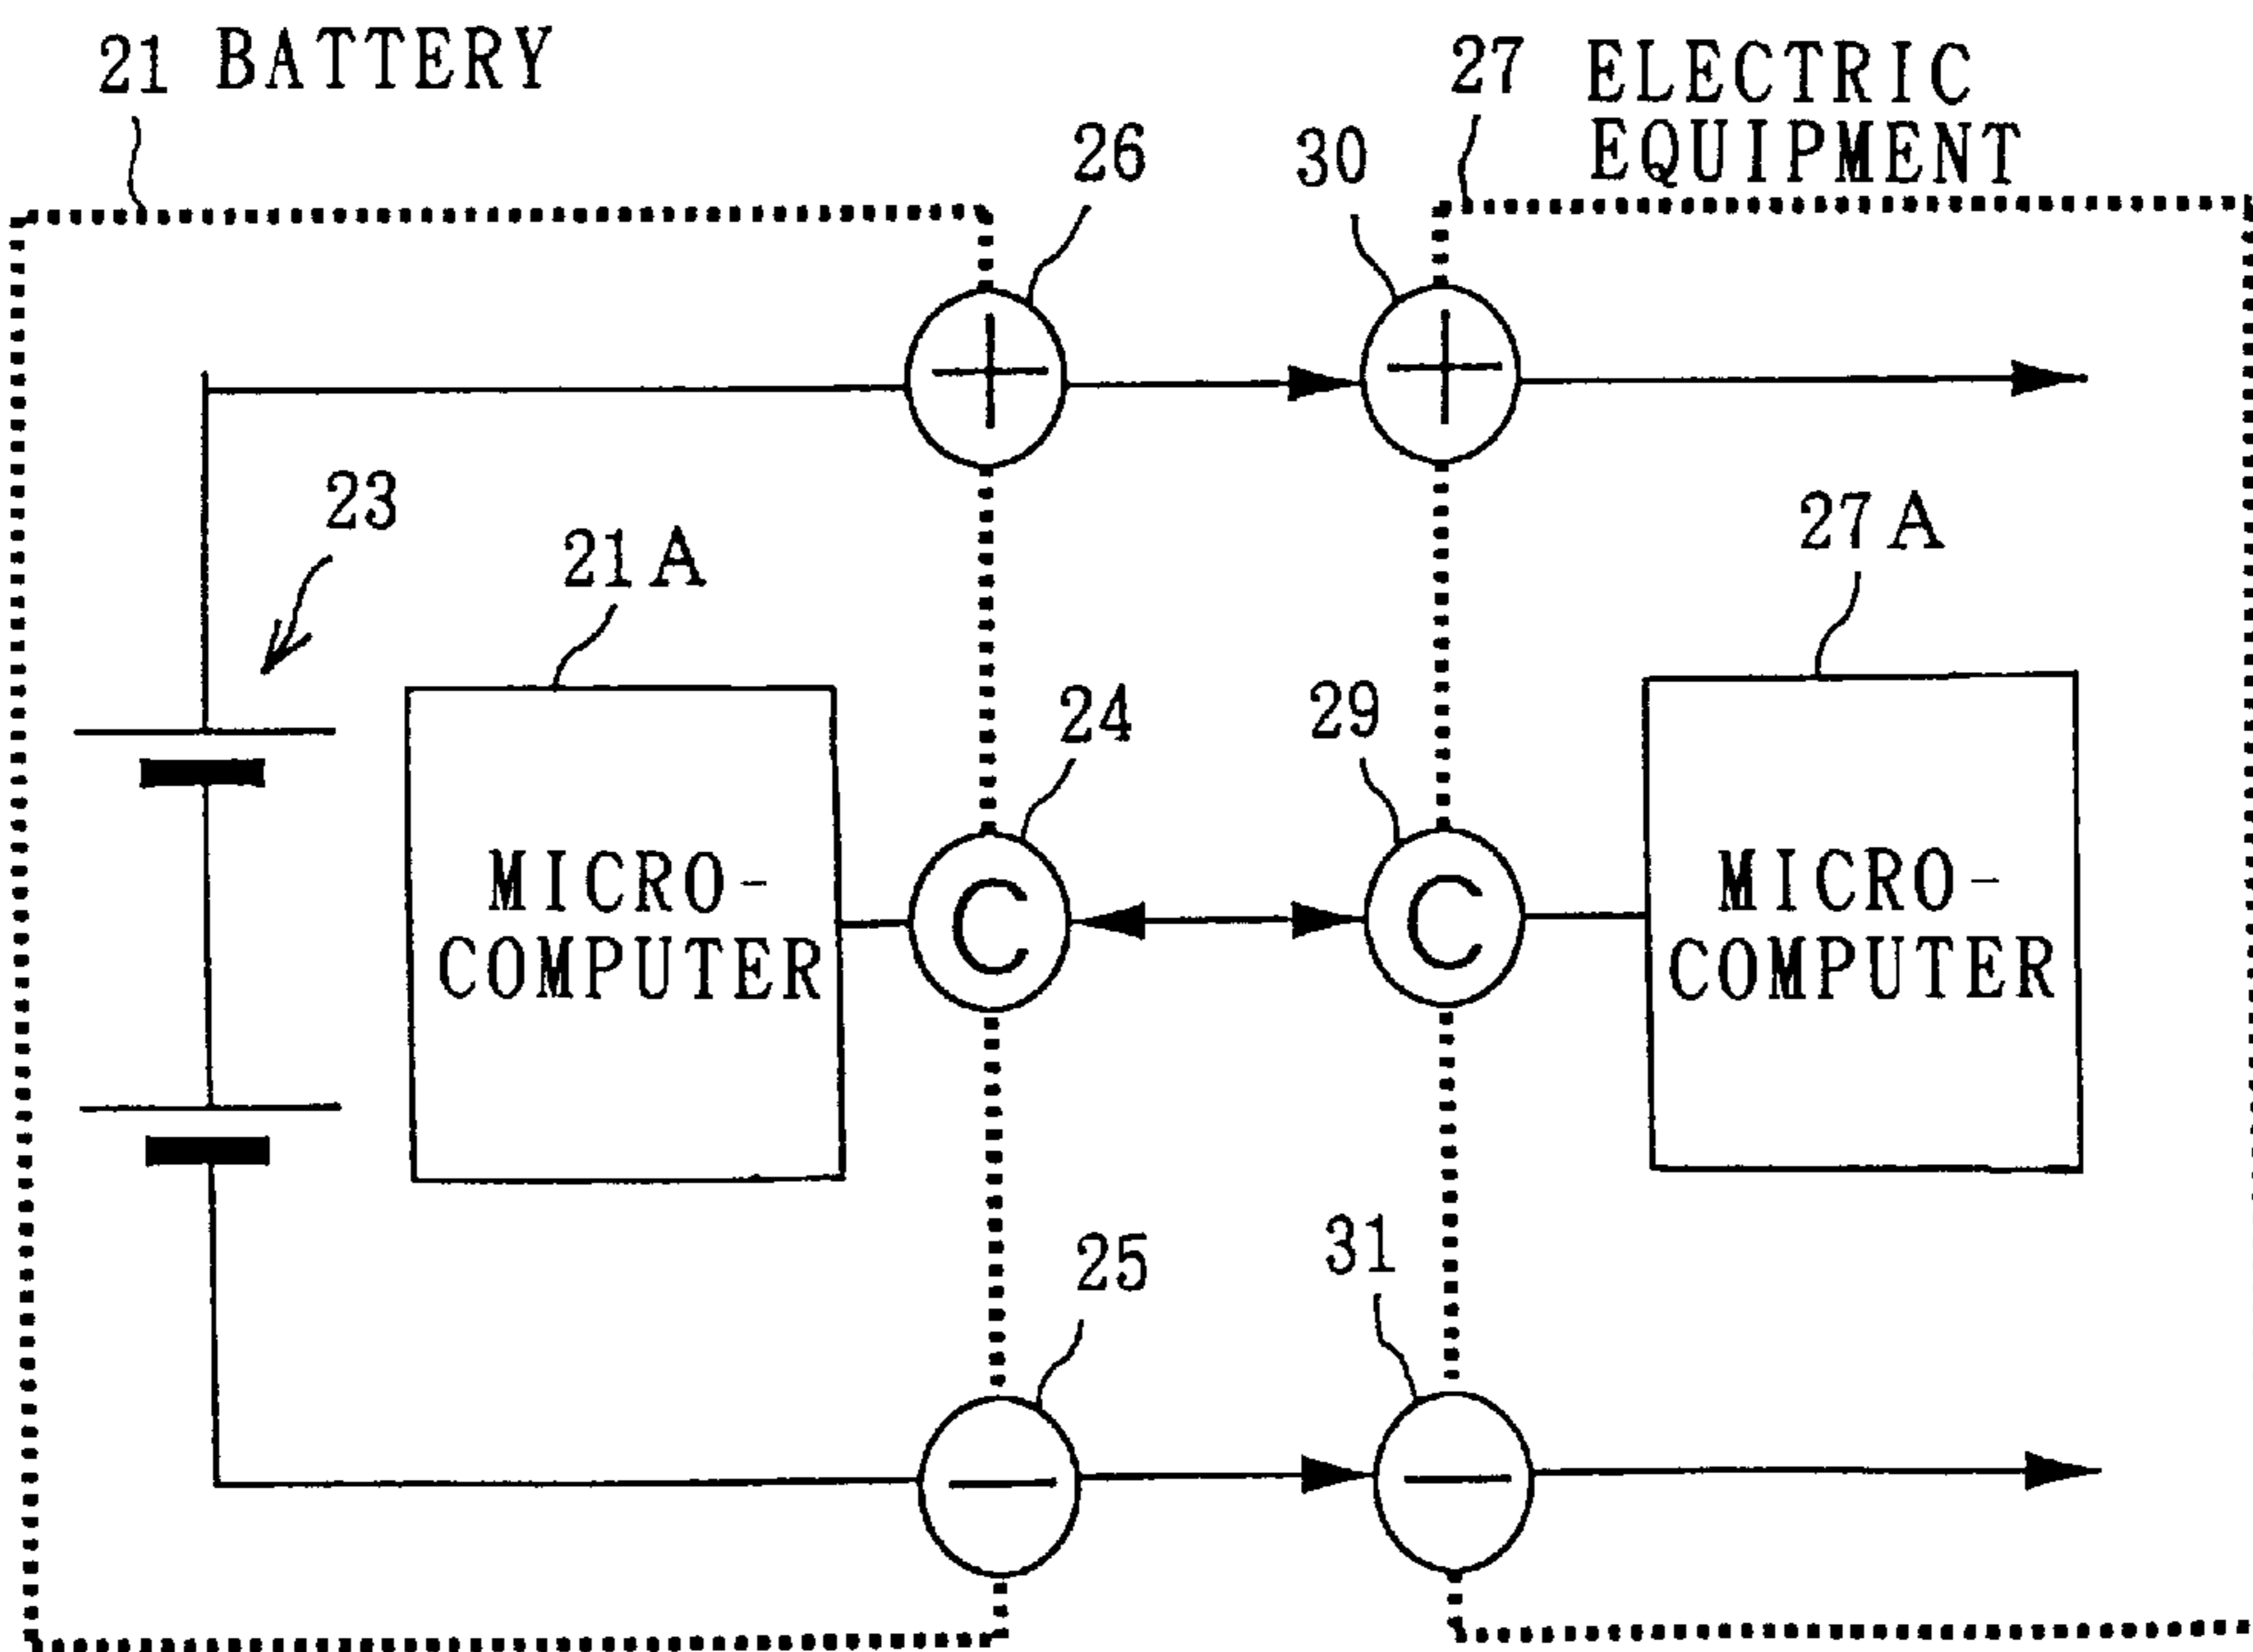 21 BATTERY
27 ELECTRIC
EQUIPMENT
26
30
+
+
23
21A
27A
24
29
MICRO-
COMPUTER
C
C
MICRO-
COMPUTER
25
31
−
−